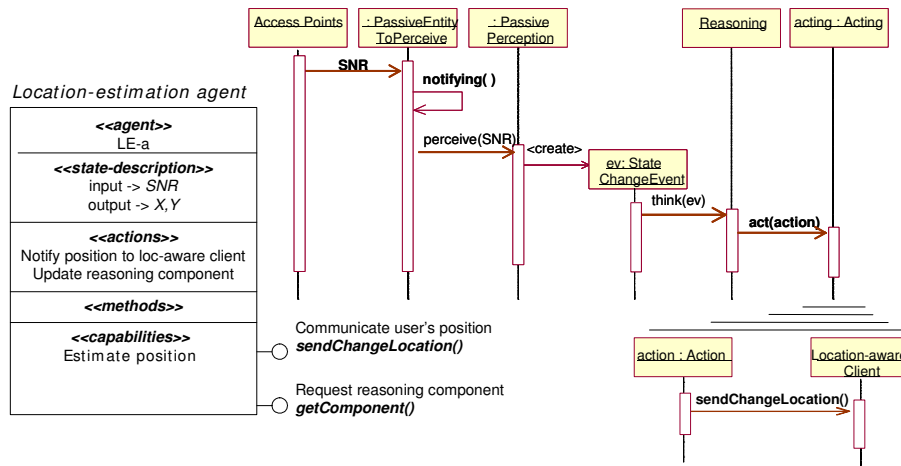 Access Points
: PassiveEntity
ToPerceive
: Passive
Perception
Reasoning
acting : Acting
SNR
notifying( )
perceive(SNR)
<create>
ev: State
ChangeEvent
think(ev)
act(action)
Location-estimation agent
<<agent>>
LE-a
<<state-description>>
input -> SNR
output -> X,Y
<<actions>>
Notify position to loc-aware client
Update reasoning component
<<methods>>
<<capabilities>>
Estimate position
Communicate user's position
sendChangeLocation()
Request reasoning component
getComponent()
action : Action
Location-aware
Client
sendChangeLocation()